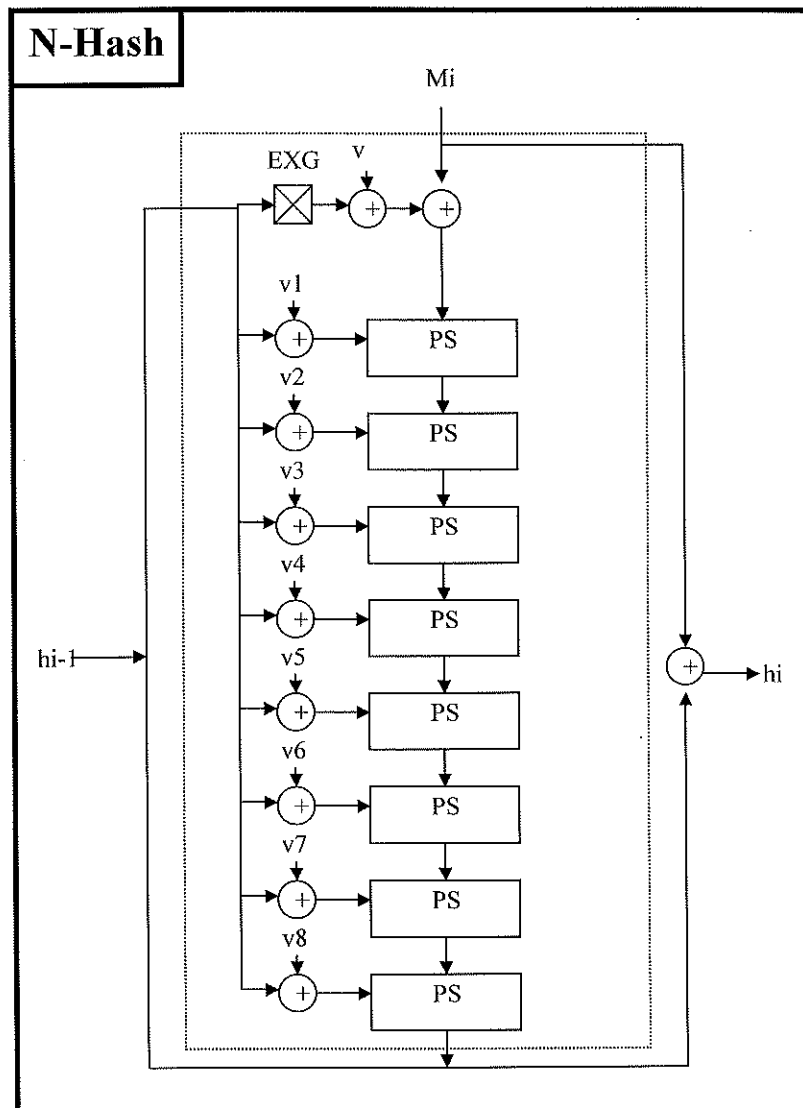 N-Hash
Mi
EXG
v
+
+
v1
+
PS
v2
+
PS
v3
+
PS
v4
+
PS
hi-1
v5
+
PS
+
hi
v6
+
PS
v7
+
PS
v8
+
PS